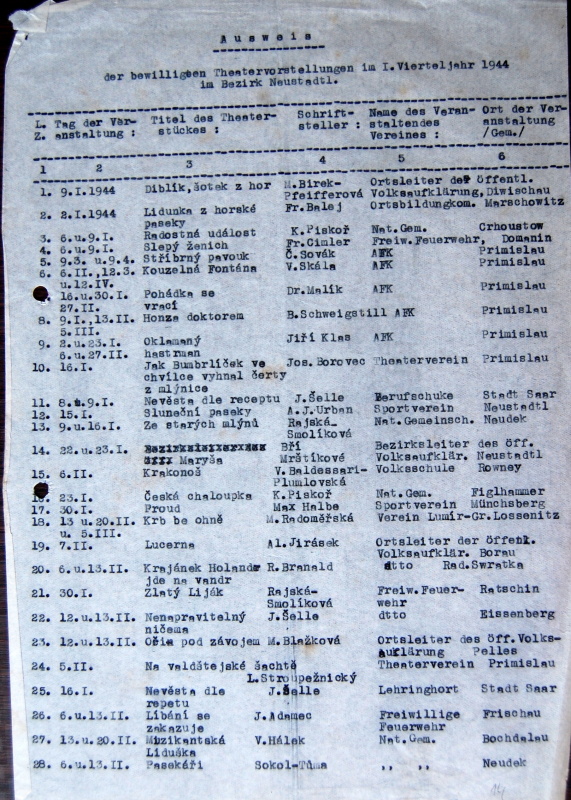 Ausweis
der bewilligten Theatervorstellungen im I.Vierteljahr 1944
im Bezirk Neustadtl.
L. Tag der Ver- Titel des Theater- Schrift- Name des Veran- Ort der Ver-
Z. anstaltung : stückes : steller : staltenden anstaltung
Vereines : /Gem./
1 2 3 4 5 6
1. 9.I.1944 Diblík,šotek z hor M.Birek- Ortsleiter der öffentl.
Pfeifferová Volksaufklärung,Diwischau
2. 2.I.1944 Lidunka z horské Fr.Balej Ortsbildungkom. Marschowitz
paseky
3. 6.u.9.I. Radostná událost K.Piskoř Nat.Gem. Crhoustow
4. 6.u.9.I. Slepý ženich Fr.Cimler Freiw.Feuerwehr, Domanin
5. 9.3. u.9.4. Stříbrný pavouk Č.Sovák AFK Primislau
6. 6.II.,12.3. Kouzelná Fontána V.Skála AFK Primislau
u.12.IV.
16.u.30.I. Pohádka se Dr.Malík AFK Primislau
27.II. vrací
8. 9.I.,13.II. Honza doktorem B.Schweigstill AFK Primislau
5.III.
9. 2.u.23.I. Oklamaný Jiří Klas AFK Primislau
6.u.27.II. hastrman
10. 16.I. Jak Bumbrlíček ve Jos.Borovec Theaterverein Primislau
chvilce vyhnal čerty
z mlýnice
11. 8.u.9.I. Nevěsta dle receptu J.Šelle Berufschuke Stadt Saar
12. 15.I. Sluneční paseky A.J.Urban Sportverein Neustadtl
13. 9.u.16.I. Ze starých mlýnů Rajská- Nat.Gemeinsch. Neudek
Smolíková
14. 22.u.23.I. Bří Bezirksleiter des öff.
Maryša Mrštíkové Volksaufklär. Neustadtl
15. 6.II. Krakonoš V.Baldessari- Volksschule Rowney
Plumlovská
16. 23.I. Česká chaloupka K.Piskoř Nat.Gem. Figlhammer
17. 30.I. Proud Max Halbe Sportverein Münchsberg
18. 13 u.20.II. Krb be ohně M.Radoměřská Verein Lumír-Gr.Lossenitz
u. 5.III.
19. 7.II. Lucerna Al.Jirásek Ortsleiter der öffenk.
Volksaufklär. Borau
20. 6.u.13.II. Krajánek Holandr R.Branald dtto Rad.Swratka
jde na vandr
21. 30.I. Zlatý Liják Rajská- Freiw.Feuer- Ratschin
Smolíková wehr
22. 12.u.13.II. Nenapravitelný J.Šelle dtto Eissenberg
ničema
23. 12.u.13.II. Očia pod závojem M.Blažková Ortsleiter des öff.Volks-
aufklärung Pelles
24. 5.II. Na valdštejské šachtě Theaterverein Primislau
L.Stroupežnický
25. 16.I. Nevěsta dle J.Šelle Lehringhort Stadt Saar
repetu
26. 6.u.13.II. Líbání se J.Adamec Freiwillige Frischau
zakazuje Feuerwehr
27. 13.u.20.II. Muzikantská V.Hálek Nat.Gem. Bochdalau
Liduška
28. 6.u.13.II. Pasekáři Sokol-Tůma ,, ,, Neudek